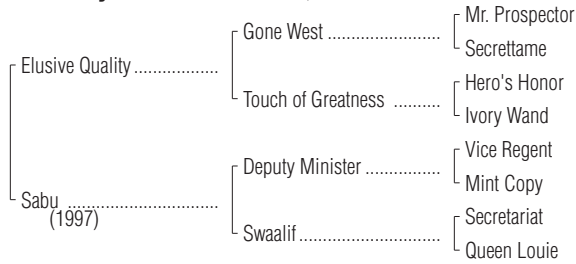 Mr. Prospector
Gone West ......................
Secrettame
Elusive Quality .................
Hero's Honor
Touch of Greatness ..........
Ivory Wand
Vice Regent
Deputy Minister ................
Mint Copy
Sabu ..............................
(1997)
Secretariat
Swaalif .............................
Queen Louie